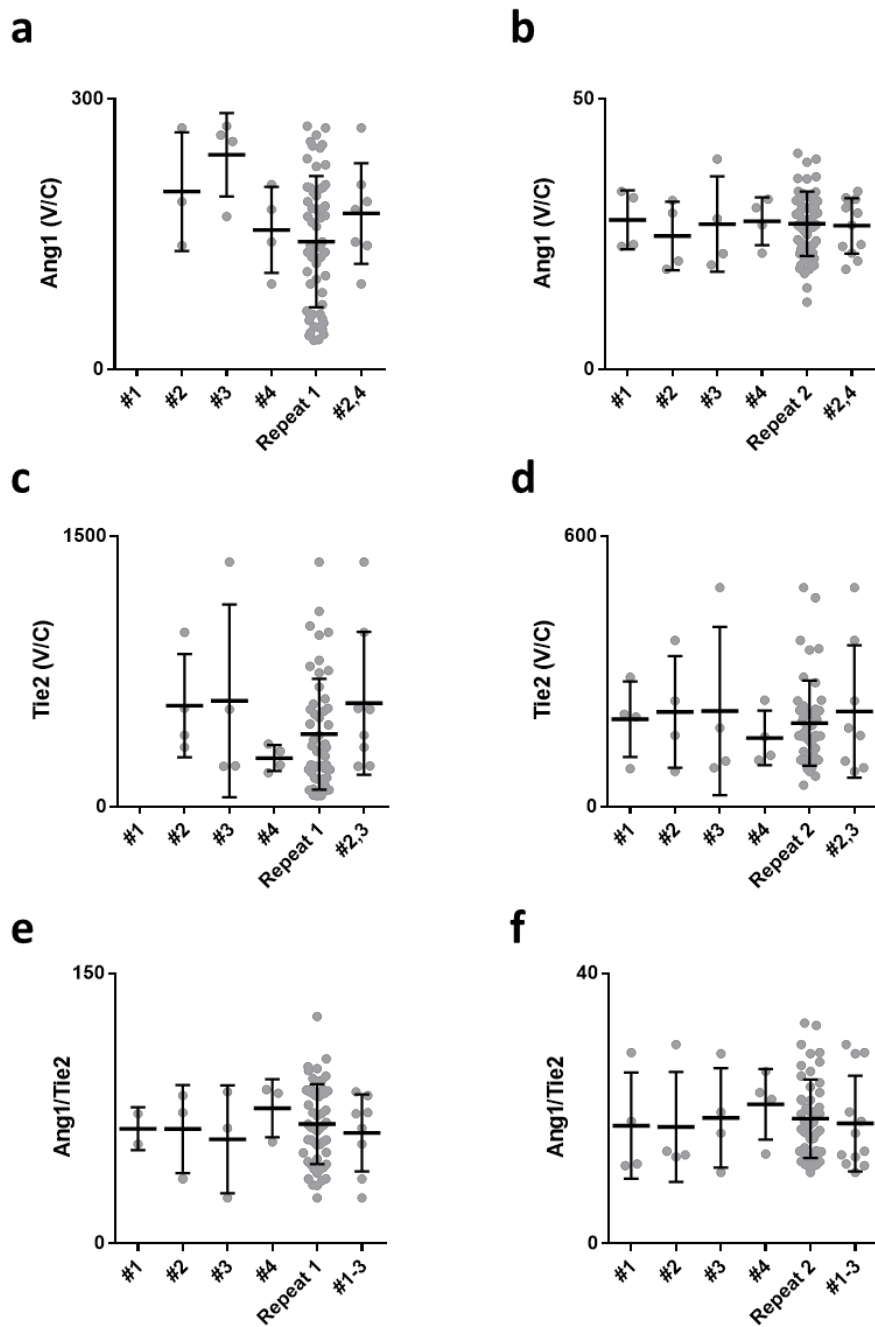 a
300
Ang1 (V/C)
0
#1
#2
#3
#4
Repeat 1
#2,4
b
50
Ang1 (V/C)
0
#1
#2
#3
#4
Repeat 2
#2,4
c
1500
Tie2 (V/C)
0
#1
#2
#3
#4
Repeat 1
#2,3
d
600
Tie2 (V/C)
0
#1
#2
#3
#4
Repeat 2
#2,3
e
150
Ang1/Tie2
0
#1
#2
#3
#4
Repeat 1
#1-3
f
40
Ang1/Tie2
0
#1
#2
#3
#4
Repeat 2
#1-3